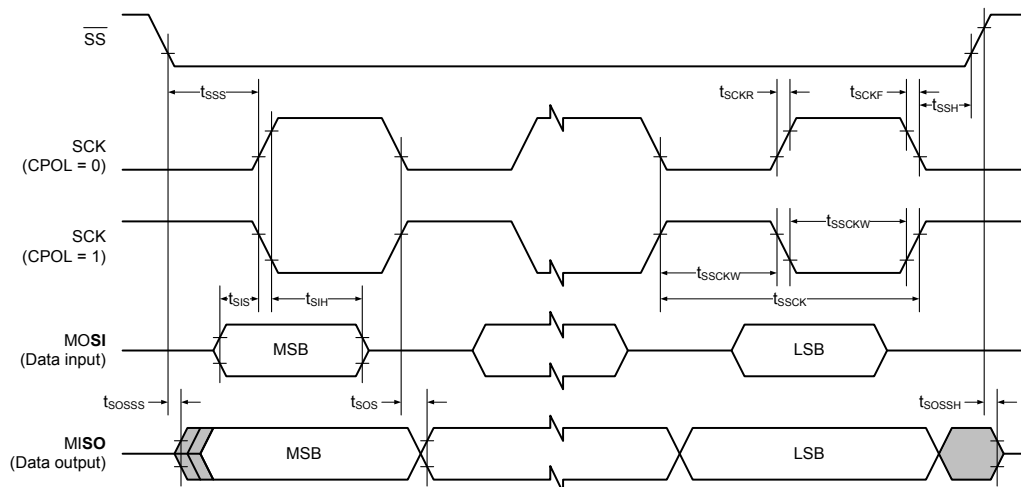 SS
tSSS
tSCKR
tSCKF
tSSH
SCK
(CPOL = 0)
SCK
(CPOL = 1)
tSSCKW
tSSCKW
tSIS
tSIH
tSSCK
MOSI
(Data input)
MSB
LSB
tSOSSS
tSOS
tSOSSH
MISO
(Data output)
MSB
LSB